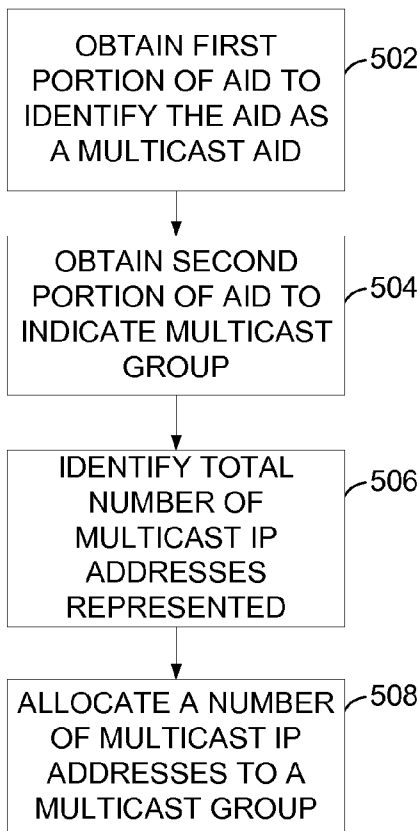 OBTAIN FIRST
PORTION OF AID TO
IDENTIFY THE AID AS
A MULTICAST AID
502
OBTAIN SECOND
PORTION OF AID TO
INDICATE MULTICAST
GROUP
504
IDENTIFY TOTAL
NUMBER OF
MULTICAST IP
ADDRESSES
REPRESENTED
506
ALLOCATE A NUMBER
OF MULTICAST IP
ADDRESSES TO A
MULTICAST GROUP
508